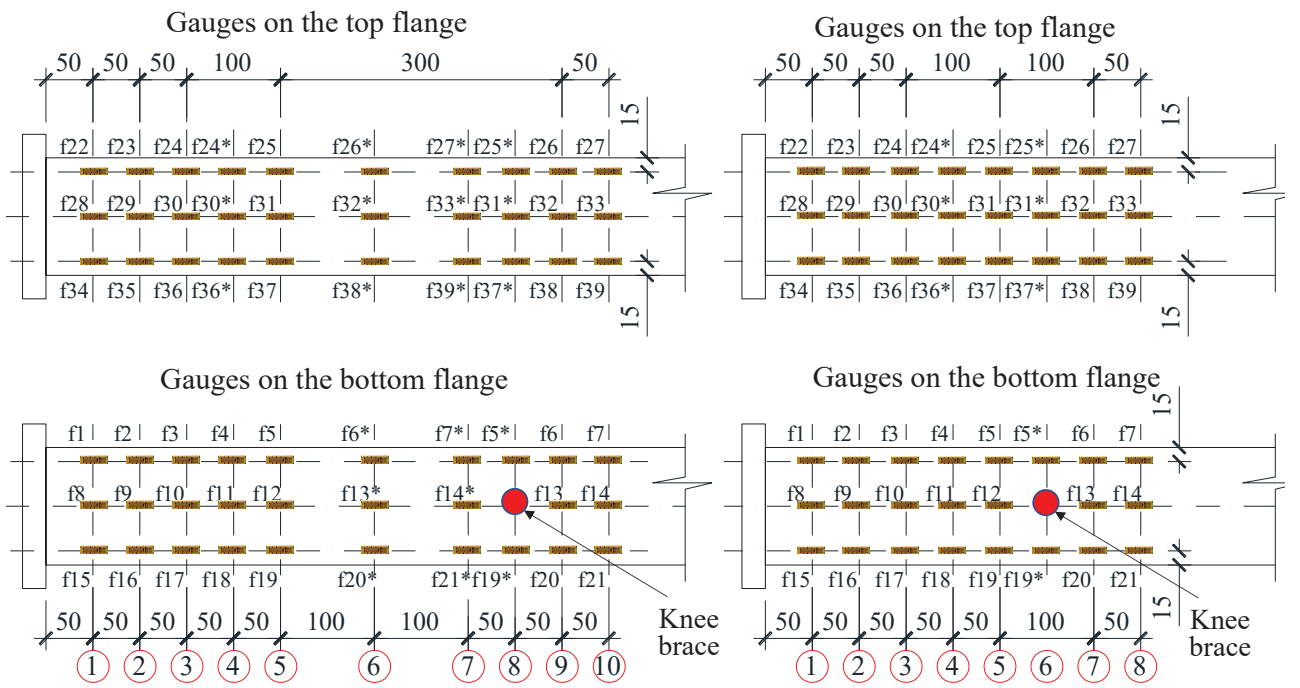 Gauges on the top flange
50 50 50 100 300 50
15
f22 f23 f24 f24* f25 f26* f27* f25* f26 f27
f28 f29 f30 f30* f31 f32* f33* f31* f32 f33
f34 f35 f36 f36* f37 f38* f39* f37* f38 f39
15
Gauges on the top flange
50 50 50 100 100 50
15
f22 f23 f24 f24* f25 f25* f26 f27
f28 f29 f30 f30* f31 f31* f32 f33
f34 f35 f36 f36* f37 f37* f38 f39
15
Gauges on the bottom flange
f1 f2 f3 f4 f5 f6* f7* f5* f6 f7
f8 f9 f10 f11 f12 f13* f14* f13 f14
f15 f16 f17 f18 f19 f20* f21* f19* f20 f21
Knee
brace
50 50 50 50 50 100 100 50 50 50
1 2 3 4 5 6 7 8 9 10
Gauges on the bottom flange
15
f1 f2 f3 f4 f5 f5* f6 f7
f8 f9 f10 f11 f12 f13 f14
f15 f16 f17 f18 f19 f19* f20 f21
15
Knee
brace
50 50 50 50 50 100 50
1 2 3 4 5 6 7 8